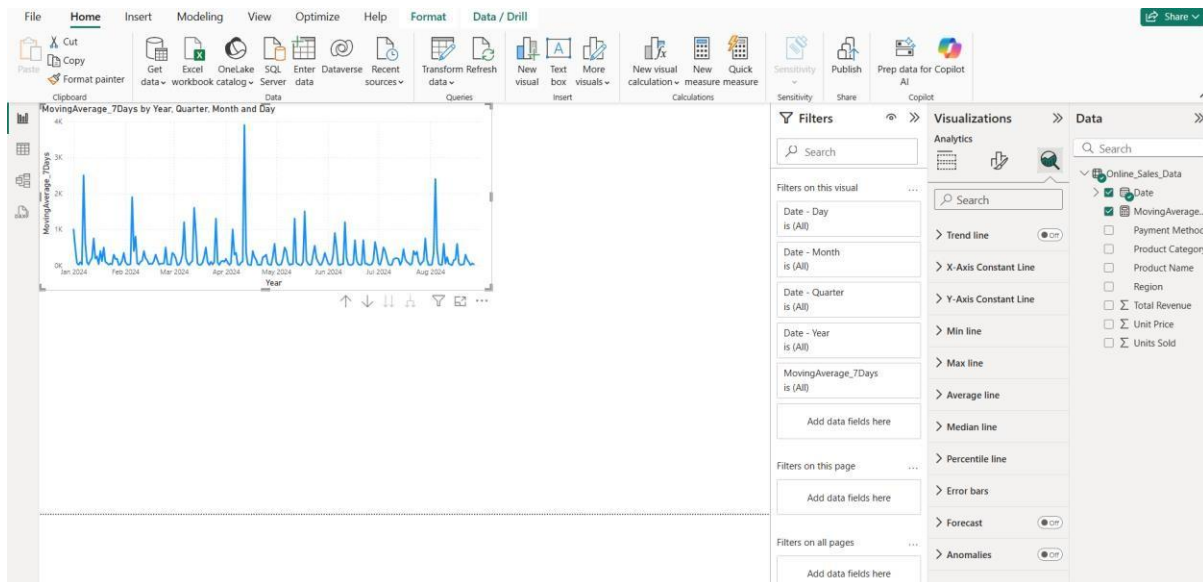 File Home Insert Modeling View Optimize Help Format Data / Drill Share
Paste
Cut
Copy
Format painter
Clipboard
Get data
Excel workbook
OneLake catalog
SQL Server
Enter data
Dataverse
Recent sources
Data
Transform data
Refresh
Queries
New visual
Text box
More visuals
Insert
New visual calculation
New measure
Quick measure
Calculations
Sensitivity
Sensitivity
Publish
Share
Prep data for AI
Copilot
Copilot
MovingAverage_7Days by Year, Quarter, Month and Day
4K
3K
2K
1K
0K
MovingAverage_7Days
Jan 2024 Feb 2024 Mar 2024 Apr 2024 May 2024 Jun 2024 Jul 2024 Aug 2024
Year
Filters
Search
Filters on this visual ...
Date - Day
is (All)
Date - Month
is (All)
Date - Quarter
is (All)
Date - Year
is (All)
MovingAverage_7Days
is (All)
Add data fields here
Filters on this page ...
Add data fields here
Filters on all pages ...
Add data fields here
Visualizations
Analytics
Search
Trend line Off
X-Axis Constant Line
Y-Axis Constant Line
Min line
Max line
Average line
Median line
Percentile line
Error bars
Forecast Off
Anomalies Off
Data
Search
Online_Sales_Data
Date
MovingAverage...
Payment Method
Product Category
Product Name
Region
Σ Total Revenue
Σ Unit Price
Σ Units Sold